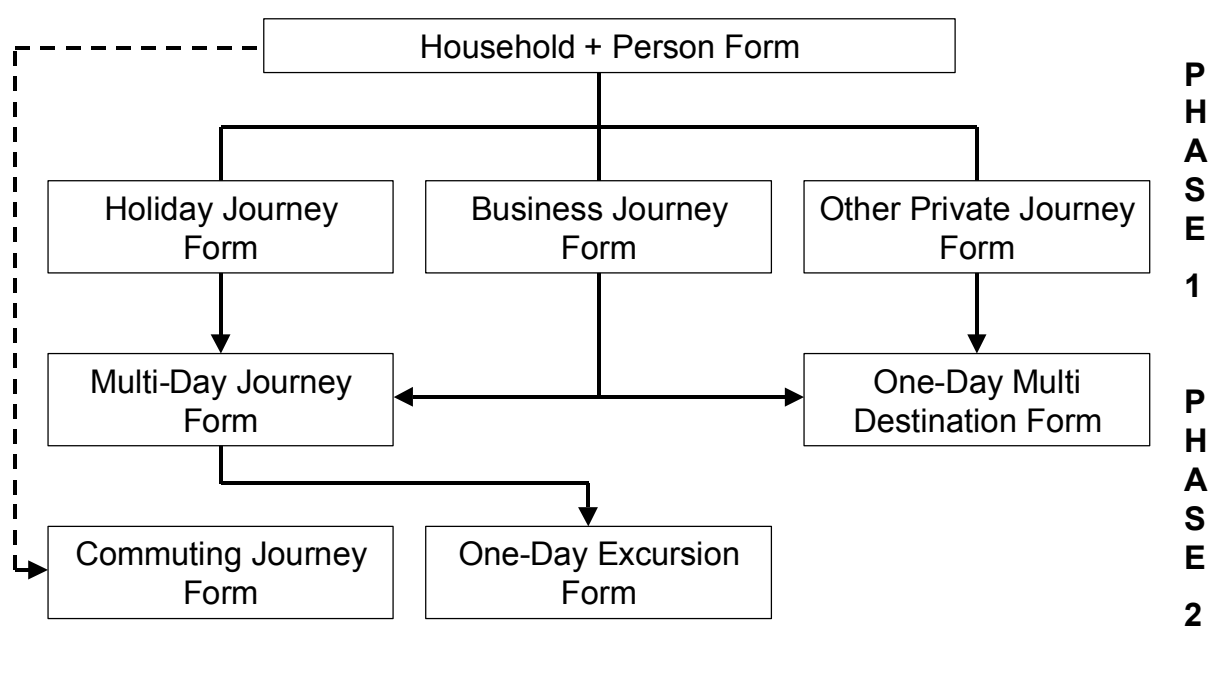 Household + Person Form
Holiday Journey
Form
Business Journey
Form
Other Private Journey
Form
Multi-Day Journey
Form
One-Day Multi
Destination Form
Commuting Journey
Form
One-Day Excursion
Form
P
H
A
S
E
1
P
H
A
S
E
2